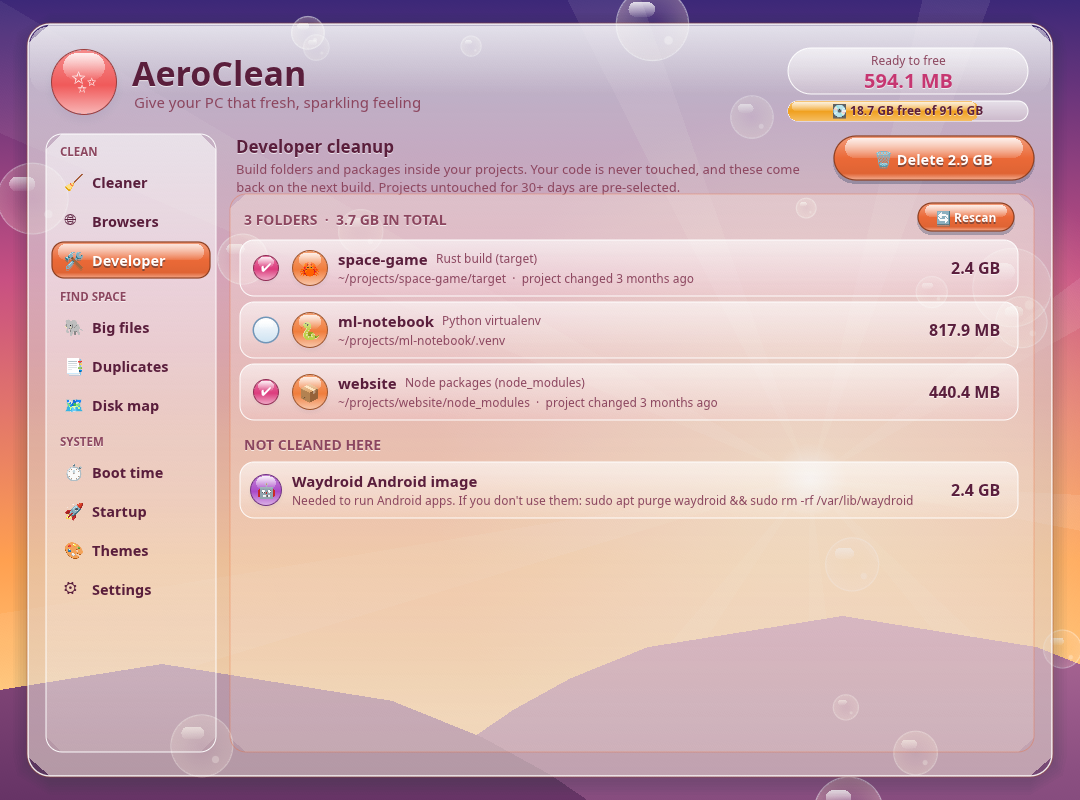 AeroClean
Give your PC that fresh, sparkling feeling
Ready to free
594.1 MB
18.7 GB free of 91.6 GB
CLEAN
Cleaner
Browsers
Developer
FIND SPACE
Big files
Duplicates
Disk map
SYSTEM
Boot time
Startup
Themes
Settings
Developer cleanup
Build folders and packages inside your projects. Your code is never touched, and these come
back on the next build. Projects untouched for 30+ days are pre-selected.
Delete 2.9 GB
3 FOLDERS · 3.7 GB IN TOTAL
Rescan
space-game Rust build (target)
~/projects/space-game/target · project changed 3 months ago
2.4 GB
ml-notebook Python virtualenv
~/projects/ml-notebook/.venv
817.9 MB
website Node packages (node_modules)
~/projects/website/node_modules · project changed 3 months ago
440.4 MB
NOT CLEANED HERE
Waydroid Android image
Needed to run Android apps. If you don't use them: sudo apt purge waydroid && sudo rm -rf /var/lib/waydroid
2.4 GB